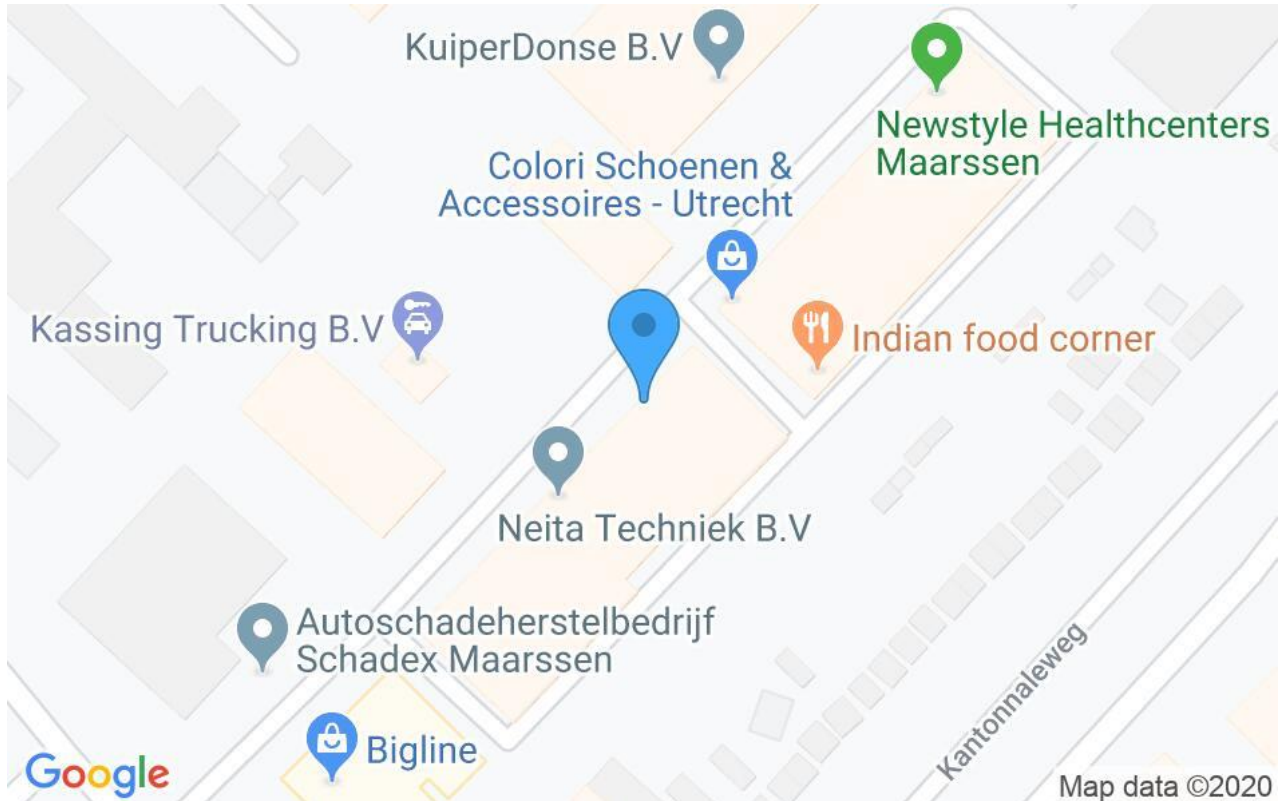 KuiperDonse B.V
Newstyle Healthcenters
Maarssen
Colori Schoenen &
Accessoires - Utrecht
Kassing Trucking B.V
Indian food corner
Neita Techniek B.V
Autoschadeherstelbedrijf
Schadex Maarssen
Kantonnaleweg
Bigline
Google
Map data ©2020